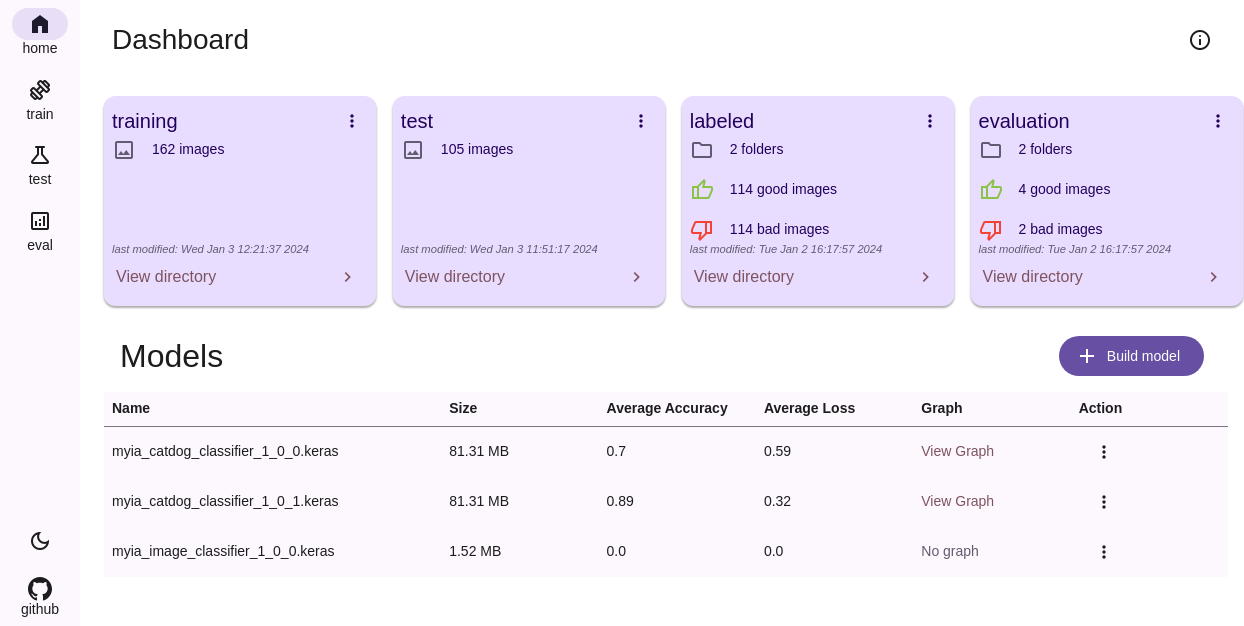 home
train
test
eval
github
Dashboard
training
162 images
last modified: Wed Jan 3 12:21:37 2024
View directory
test
105 images
last modified: Wed Jan 3 11:51:17 2024
View directory
labeled
2 folders
114 good images
114 bad images
last modified: Tue Jan 2 16:17:57 2024
View directory
evaluation
2 folders
4 good images
2 bad images
last modified: Tue Jan 2 16:17:57 2024
View directory
Models
Build model
Name Size Average Accuracy Average Loss Graph Action
myia_catdog_classifier_1_0_0.keras 81.31 MB 0.7 0.59 View Graph
myia_catdog_classifier_1_0_1.keras 81.31 MB 0.89 0.32 View Graph
myia_image_classifier_1_0_0.keras 1.52 MB 0.0 0.0 No graph